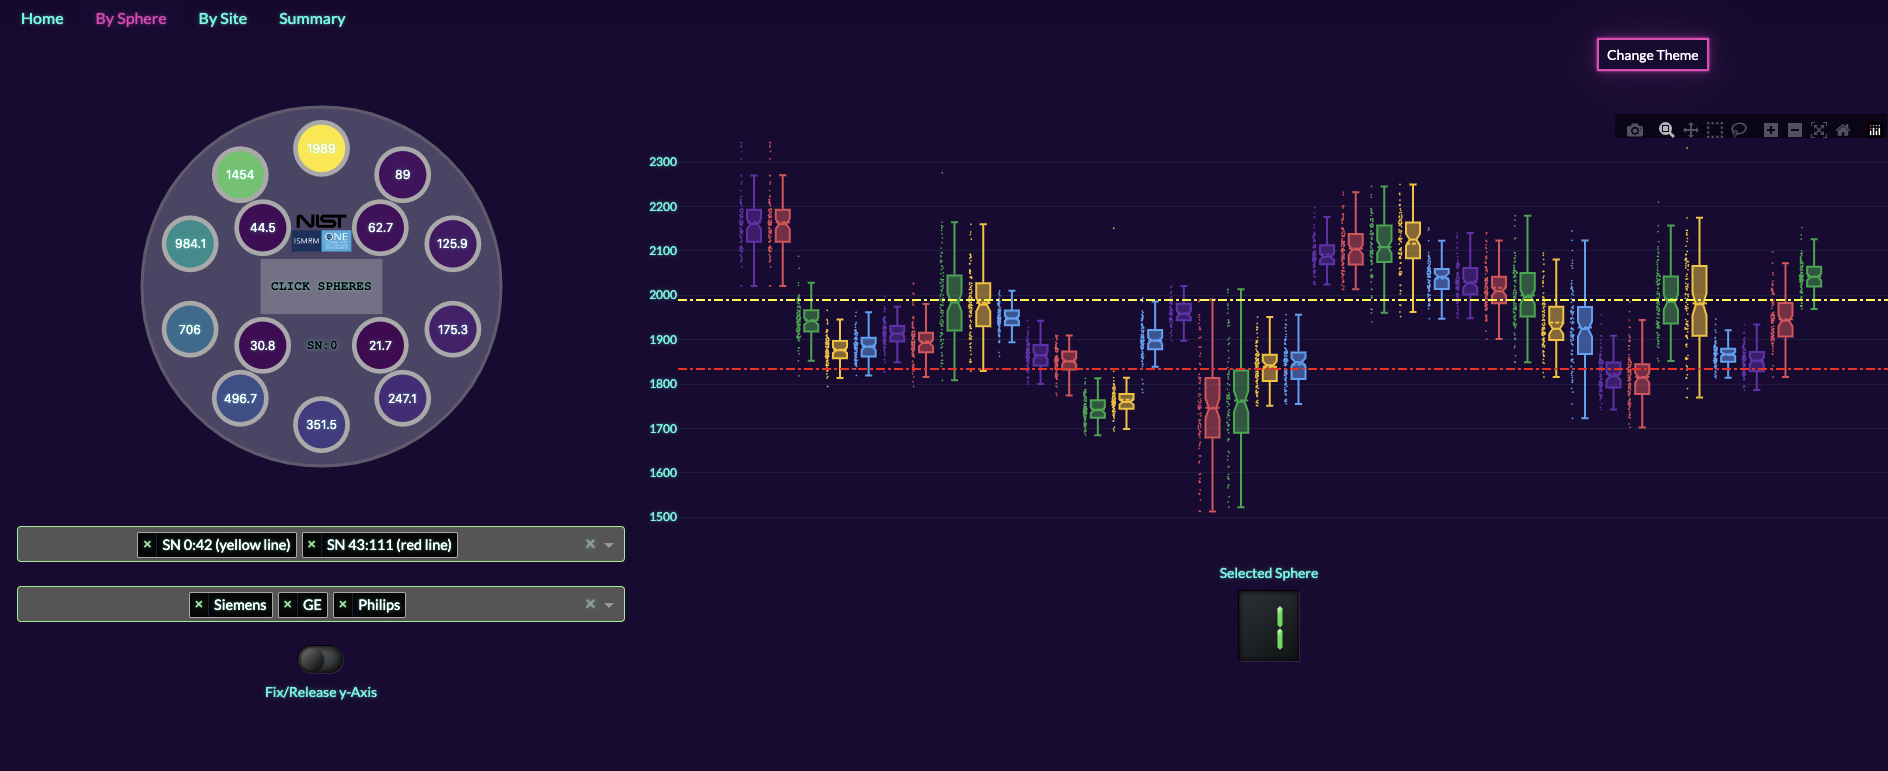 Home By Sphere By Site Summary
Change Theme
1989
1454
89
44.5
62.7
NIST
ISMRM
ONE
984.1
125.9
CLICK SPHERES
706
175.3
30.8
SN:0
21.7
496.7
247.1
351.5
2300
2200
2100
2000
1900
1800
1700
1600
1500
× SN 0:42 (yellow line) × SN 43:111 (red line) ×
× Siemens × GE × Philips ×
Fix/Release y-Axis
Selected Sphere
1